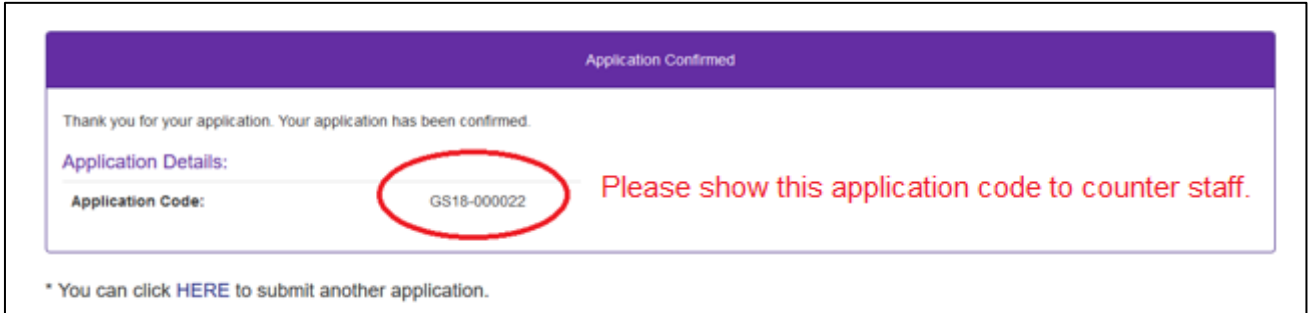 Application Confirmed
Thank you for your application. Your application has been confirmed.
Application Details:
Application Code: GS18-000022
Please show this application code to counter staff.
* You can click HERE to submit another application.